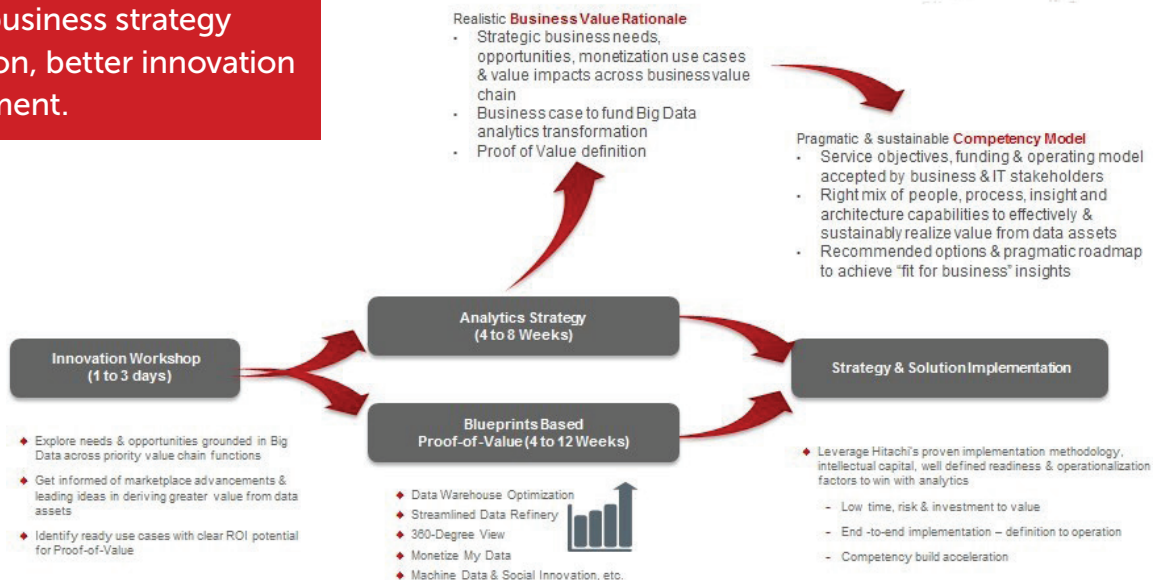 business strategy
better innovation
Realistic Business Value Rationale
• Strategic business needs,
opportunities, monetization use cases
& value impacts across business value
chain
• Business case to fund Big Data
analytics transformation
• Proof of Value definition
Pragmatic & sustainable Competency Model
• Service objectives, funding & operating model
accepted by business & IT stakeholders
• Right mix of people, process, insight and
architecture capabilities to effectively &
sustainably realize value from data assets
• Recommended options & pragmatic roadmap
to achieve “fit for business” insights
Analytics Strategy
(4 to 8 Weeks)
Innovation Workshop
(1 to 3 days)
Strategy & Solution Implementation
Blueprints Based
Proof-of-Value (4 to 12 Weeks)
◆ Explore needs & opportunities grounded in Big
Data across priority value chain functions
◆ Get informed of marketplace advancements &
leading ideas in deriving greater value from data
assets
◆ Identify ready use cases with clear ROI potential
for Proof-of-Value
◆ Data Warehouse Optimization
◆ Streamlined Data Refinery
◆ 360-Degree View
◆ Monetize My Data
◆ Machine Data & Social Innovation, etc.
◆ Leverage Hitachi's proven implementation methodology,
intellectual capital, well defined readiness & operationalization
factors to win with analytics
- Low time, risk & investment to value
- End -to-end implementation – definition to operation
- Competency build acceleration